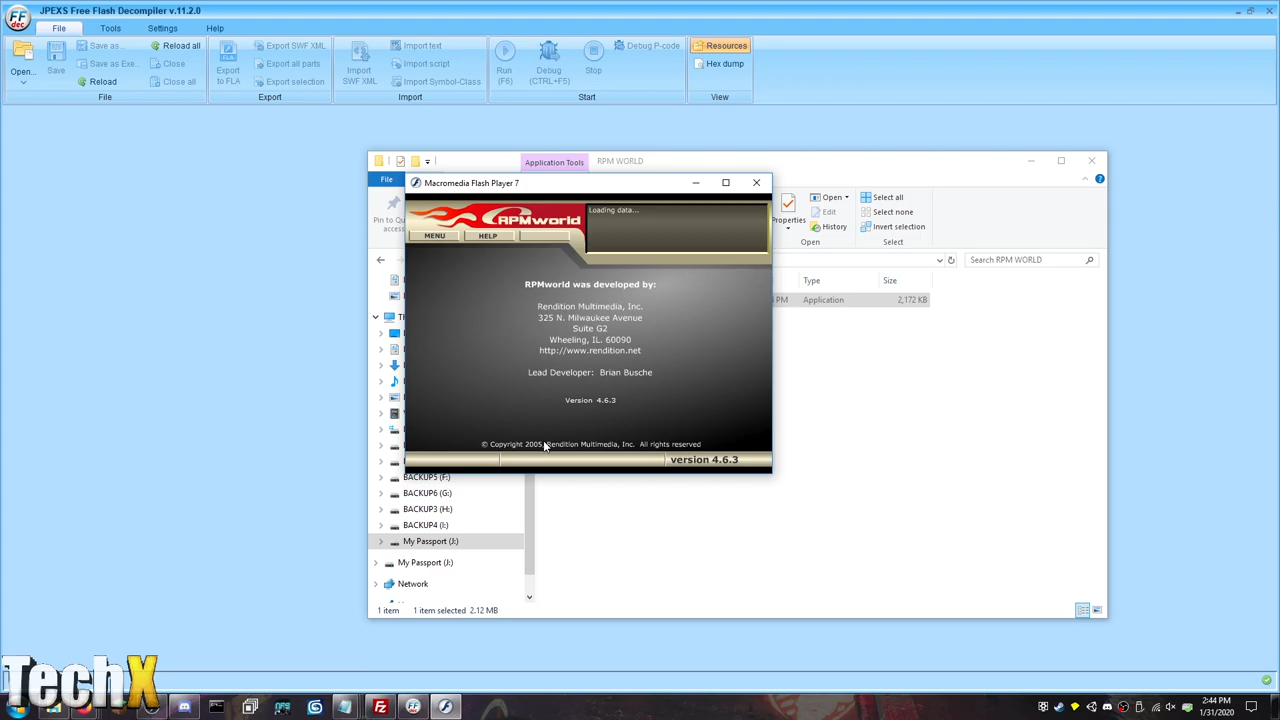 JPEXS Free Flash Decompiler v.11.2.0
File
Tools
Settings
Help
Open...
Save
Save as...
Save as Exe...
Reload
Reload all
Close
Close all
File
Export to FLA
Export SWF XML
Export all parts
Export selection
Export
Import SWF XML
Import text
Import script
Import Symbol-Class
Import
Run (F6)
Debug (CTRL+F5)
Stop
Debug P-code
Start
Resources
Hex dump
View
Application Tools
RPM WORLD
File
Pin to Quick access
Properties
Open
Edit
History
Open
Select all
Select none
Invert selection
Select
Search RPM WORLD
Type
Size
PM
Application
2,172 KB
Macromedia Flash Player 7
RPMworld
Loading data...
MENU
HELP
RPMworld was developed by:
Rendition Multimedia, Inc.
325 N. Milwaukee Avenue
Suite G2
Wheeling, IL. 60090
http://www.rendition.net
Lead Developer: Brian Busche
Version 4.6.3
© Copyright 2005, Rendition Multimedia, Inc. All rights reserved
version 4.6.3
BACKUP5 (F:)
BACKUP6 (G:)
BACKUP3 (H:)
BACKUP4 (I:)
My Passport (J:)
My Passport (J:)
Network
1 item
1 item selected 2.12 MB
TechX
2:44 PM
1/31/2020